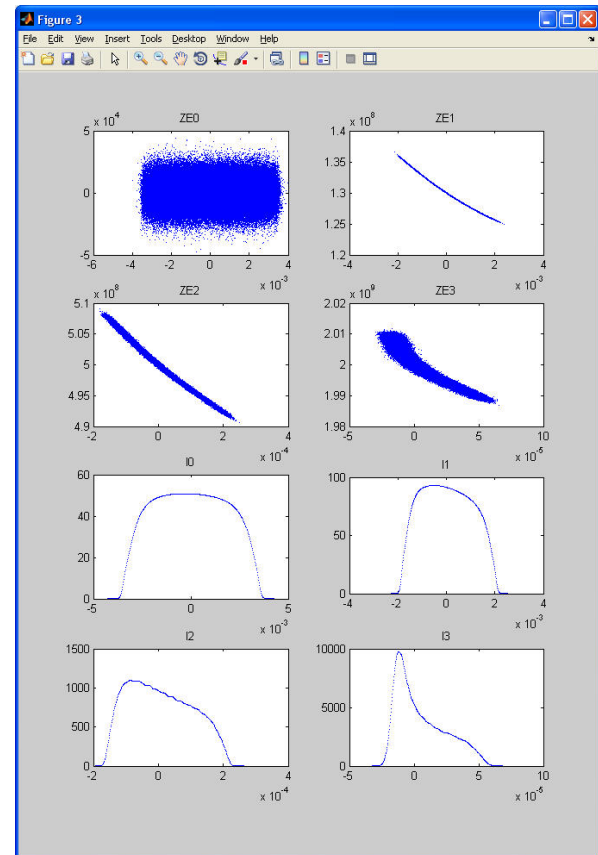 Figure 3
File Edit View Insert Tools Desktop Window Help
ZE0
x 10^4
5
0
-5
-6 -4 -2 0 2 4
x 10^-3
ZE1
x 10^8
1.4
1.35
1.3
1.25
1.2
-4 -2 0 2 4
x 10^-3
ZE2
x 10^8
5.1
5.05
5
4.95
4.9
-2 0 2 4
x 10^-4
ZE3
x 10^9
2.02
2.01
2
1.99
1.98
-5 0 5 10
x 10^-5
I0
60
40
20
0
-5 0 5
x 10^-3
I1
100
50
0
-4 -2 0 2 4
x 10^-3
I2
1500
1000
500
0
-2 0 2 4
x 10^-4
I3
10000
5000
0
-5 0 5 10
x 10^-5